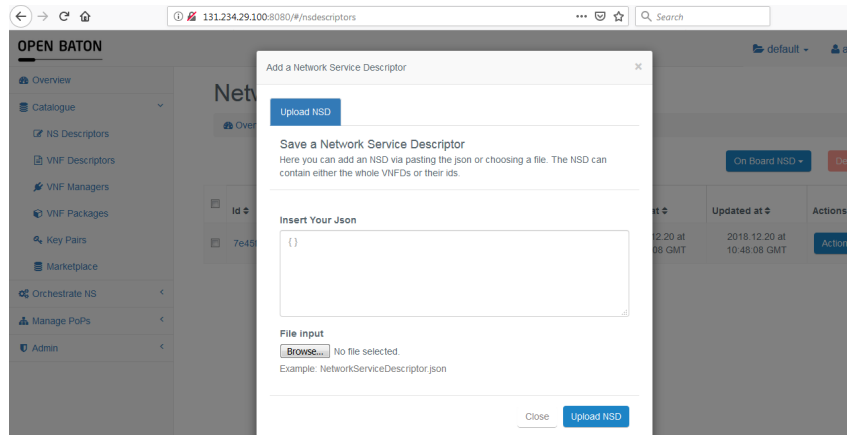 131.234.29.100:8080/#/nsdescriptors
Search
OPEN BATON
default
Overview
Catalogue
NS Descriptors
VNF Descriptors
VNF Managers
VNF Packages
Key Pairs
Marketplace
Orchestrate NS
Manage PoPs
Admin
Add a Network Service Descriptor
×
Upload NSD
Save a Network Service Descriptor
Here you can add an NSD via pasting the json or choosing a file. The NSD can
contain either the whole VNFDs or their ids.
Insert Your Json
{}
File input
Browse... No file selected.
Example: NetworkServiceDescriptor.json
Close Upload NSD
On Board NSD
Id Updated at Actions
2018.12.20 at
10:48:08 GMT